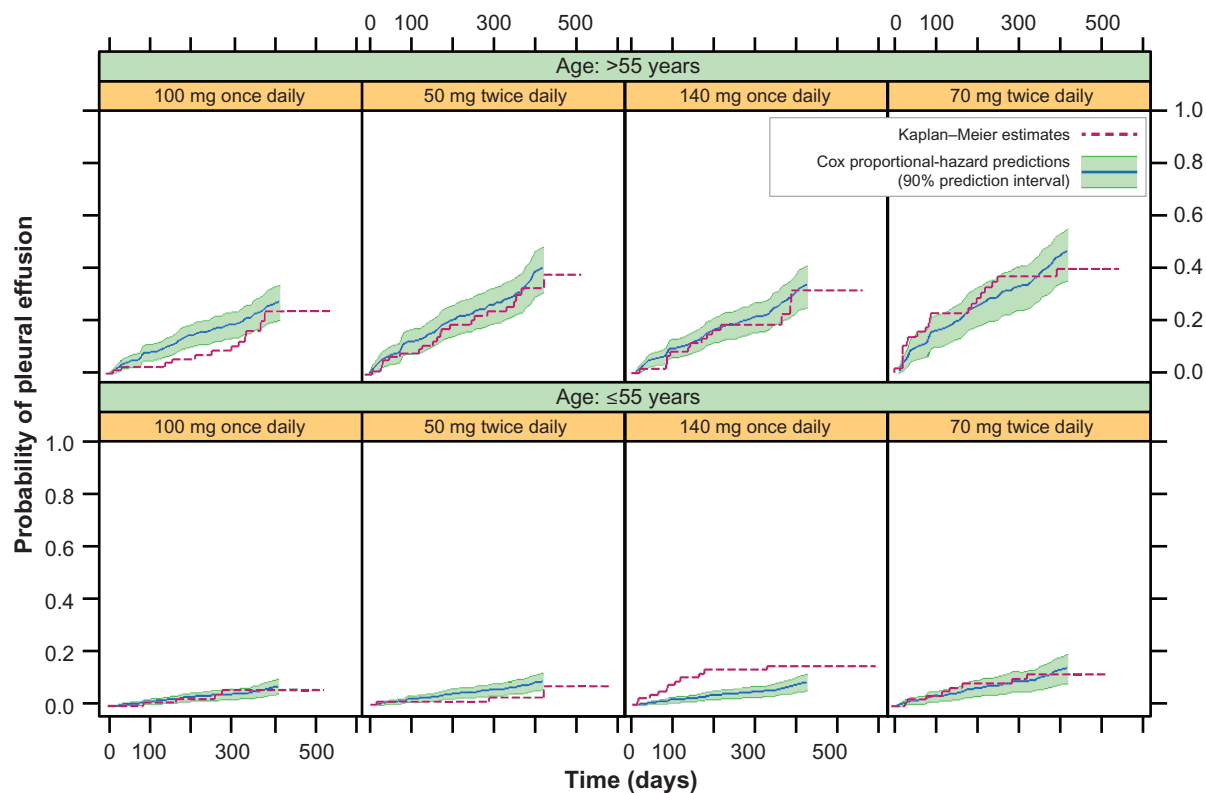 0 100 300 500 0 100 300 500
Age: >55 years
100 mg once daily 50 mg twice daily 140 mg once daily 70 mg twice daily
1.0
Kaplan–Meier estimates
Cox proportional-hazard predictions
(90% prediction interval)
0.8
0.6
0.4
0.2
0.0
Age: ≤55 years
100 mg once daily 50 mg twice daily 140 mg once daily 70 mg twice daily
1.0
0.8
0.6
0.4
0.2
0.0
Probability of pleural effusion
0 100 300 500 0 100 300 500
Time (days)